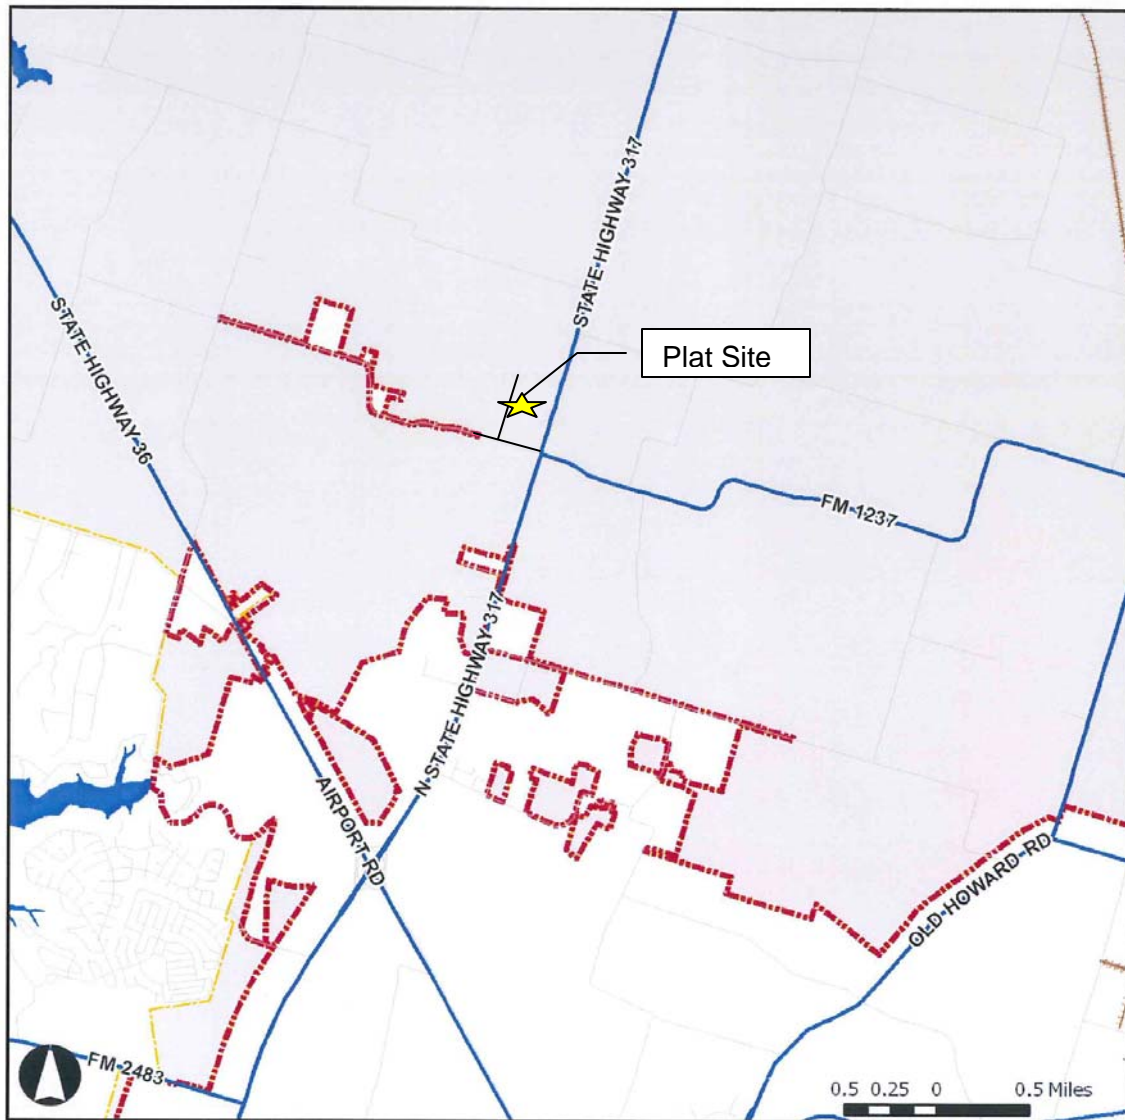 STATE HIGHWAY 317
STATE HIGHWAY 36
Plat Site
FM 1237
N STATE HIGHWAY 317
AIRPORT RD
OLD HOWARD RD
FM 2483
0.5 0.25 0 0.5 Miles